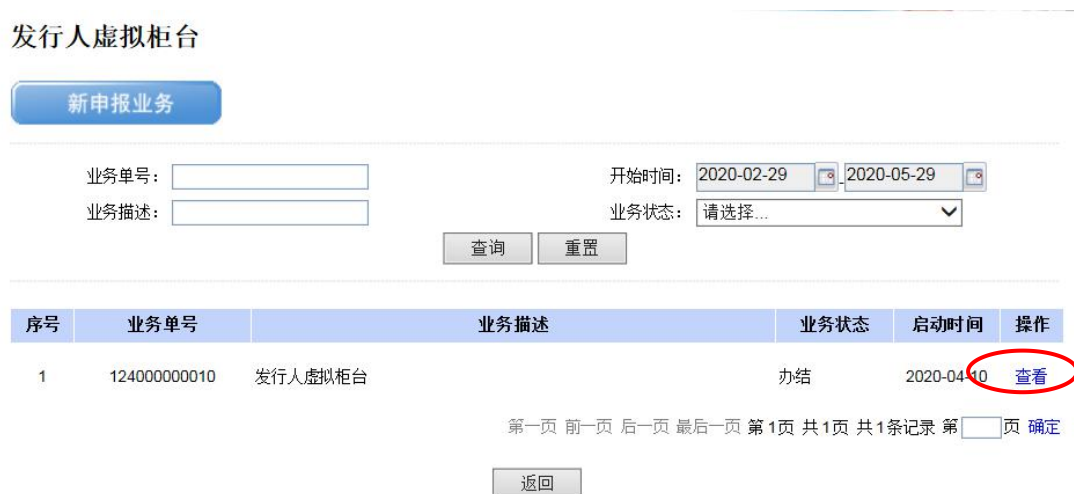 发行人虚拟柜台
新申报业务
业务单号： 开始时间： 2020-02-29 - 2020-05-29
业务描述： 业务状态： 请选择...
查询 重置
序号 业务单号 业务描述 业务状态 启动时间 操作
1 124000000010 发行人虚拟柜台 办结 2020-04-10 查看
第一页 前一页 后一页 最后一页 第1页 共1页 共1条记录 第 页 确定
返回